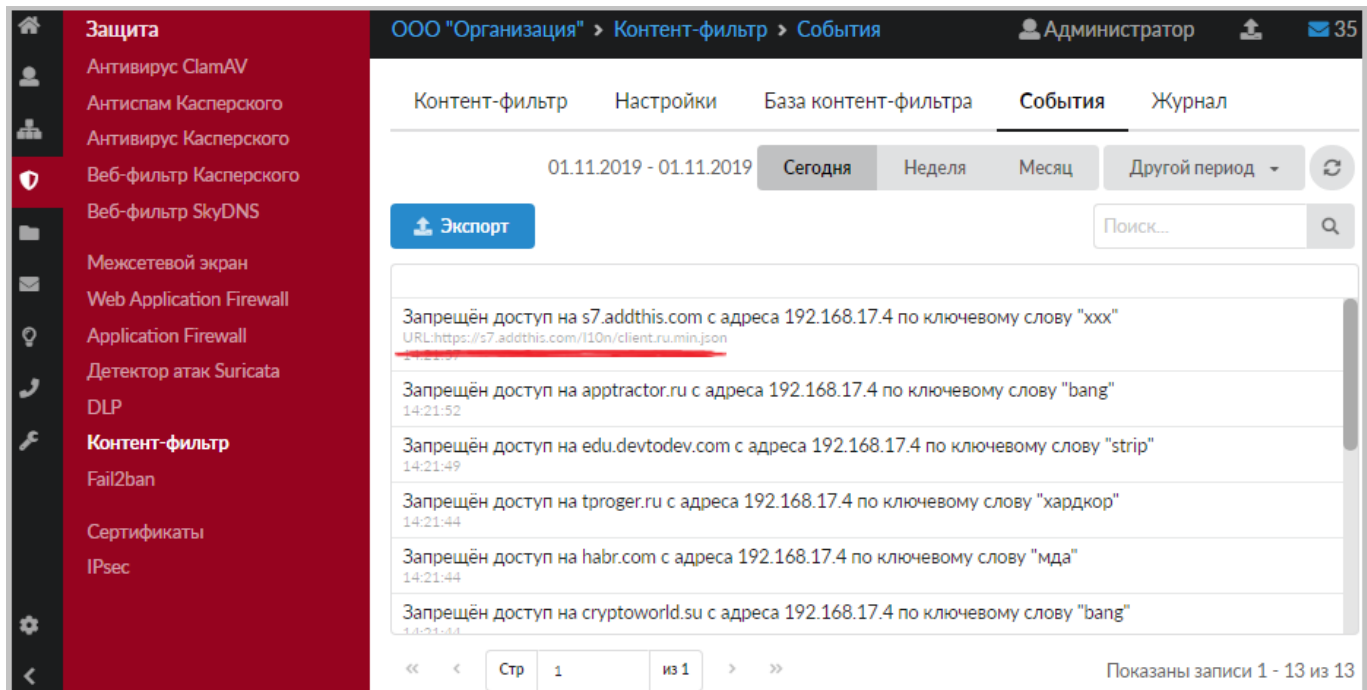 Защита
Антивирус ClamAV
Антиспам Касперского
Антивирус Касперского
Веб-фильтр Касперского
Веб-фильтр SkyDNS
Межсетевой экран
Web Application Firewall
Application Firewall
Детектор атак Suricata
DLP
Контент-фильтр
Fail2ban
Сертификаты
IPsec
ООО "Организация" > Контент-фильтр > События
Администратор
35
Контент-фильтр Настройки База контент-фильтра События Журнал
01.11.2019 - 01.11.2019 Сегодня Неделя Месяц Другой период
Экспорт Поиск...
Запрещён доступ на s7.addthis.com с адреса 192.168.17.4 по ключевому слову "xxx"
URL:https://s7.addthis.com/l10n/client.ru.min.json
Запрещён доступ на apptractor.ru с адреса 192.168.17.4 по ключевому слову "bang"
14:21:52
Запрещён доступ на edu.devtodev.com с адреса 192.168.17.4 по ключевому слову "strip"
14:21:49
Запрещён доступ на tproger.ru с адреса 192.168.17.4 по ключевому слову "хардкор"
14:21:44
Запрещён доступ на habr.com с адреса 192.168.17.4 по ключевому слову "мда"
14:21:44
Запрещён доступ на cryptoworld.su с адреса 192.168.17.4 по ключевому слову "bang"
14:21:44
« < Стр 1 из 1 > »
Показаны записи 1 - 13 из 13